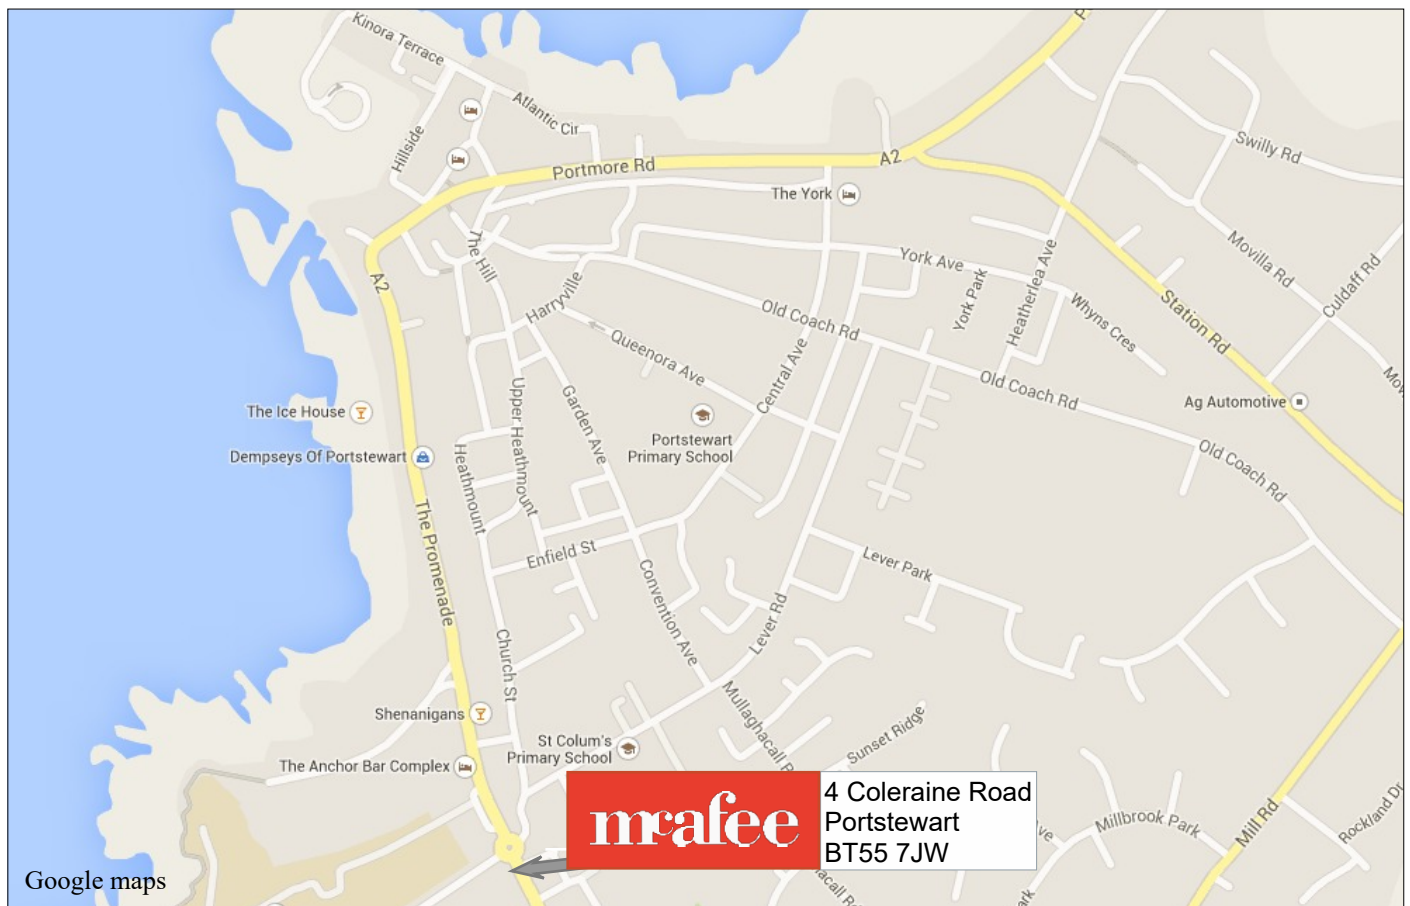 Kinora Terrace
Atlantic Cir
Hillside
Portmore Rd
A2
The York
Swilly Rd
The Hill
York Ave
Movilla Rd
Culdaff Rd
A2
Harryville
York Park
Heatherlea Ave
Whyns Cres
Station Rd
Old Coach Rd
Queenora Ave
Central Ave
Old Coach Rd
The Ice House
Upper Heathmount
Garden Ave
Ag Automotive
Portstewart
Primary School
Dempseys Of Portstewart
Heathmount
Old Coach Rd
The Promenade
Enfield St
Lever Park
Convention Ave
Lever Rd
Church St
Shenanigans
Mullaghacall R
Sunset Ridge
St Colum's
Primary School
The Anchor Bar Complex
mcafee
4 Coleraine Road
Portstewart
BT55 7JW
Millbrook Park
Mill Rd
Rockland Dr
Google maps